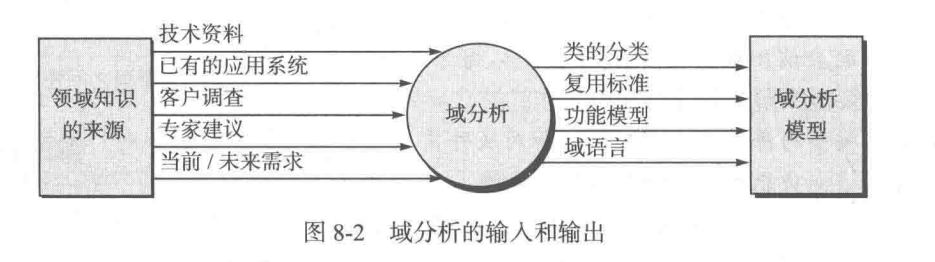 领域知识
的来源
技术资料
已有的应用系统
客户调查
专家建议
当前/未来需求
域分析
类的分类
复用标准
功能模型
域语言
域分析
模型
图 8-2 域分析的输入和输出